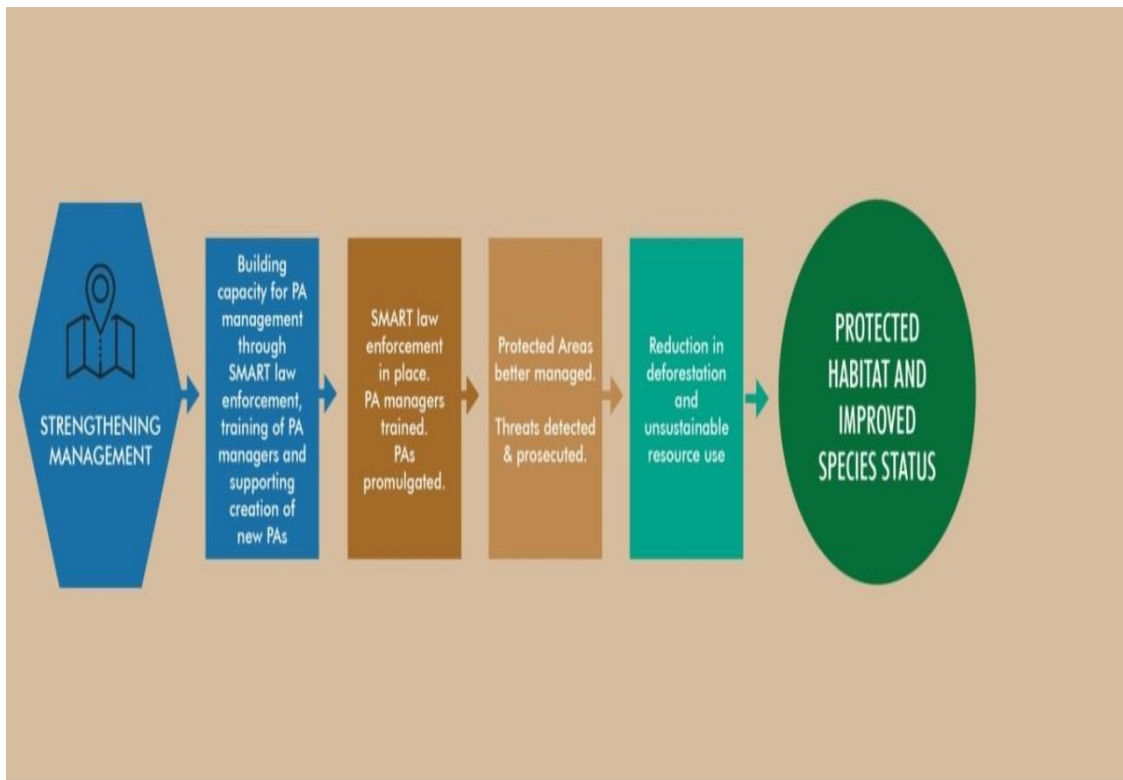 STRENGTHENING
MANAGEMENT
Building
capacity for PA
management
through
SMART law
enforcement,
training of PA
managers and
supporting
creation of
new PAs
SMART law
enforcement
in place.
PA managers
trained.
PAs
promulgated.
Protected Areas
better managed.
Threats detected
& prosecuted.
Reduction in
deforestation
and
unsustainable
resource use
PROTECTED
HABITAT AND
IMPROVED
SPECIES STATUS